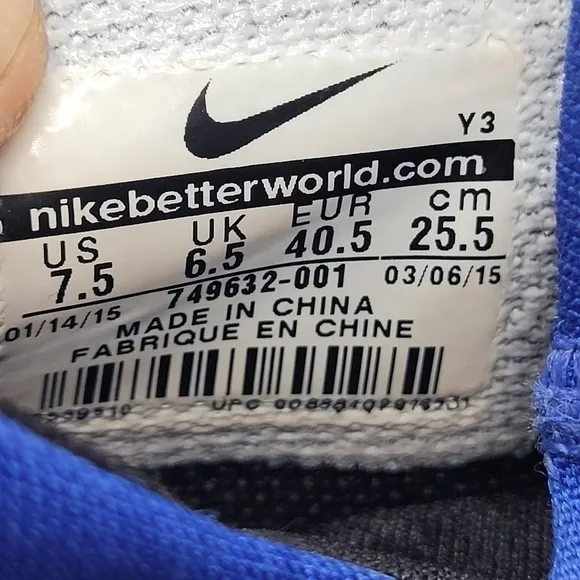 Y3
nikebetterworld.com
US UK EUR cm
7.5 6.5 40.5 25.5
01/14/15 749632-001 03/06/15
MADE IN CHINA
FABRIQUE EN CHINE
UPC